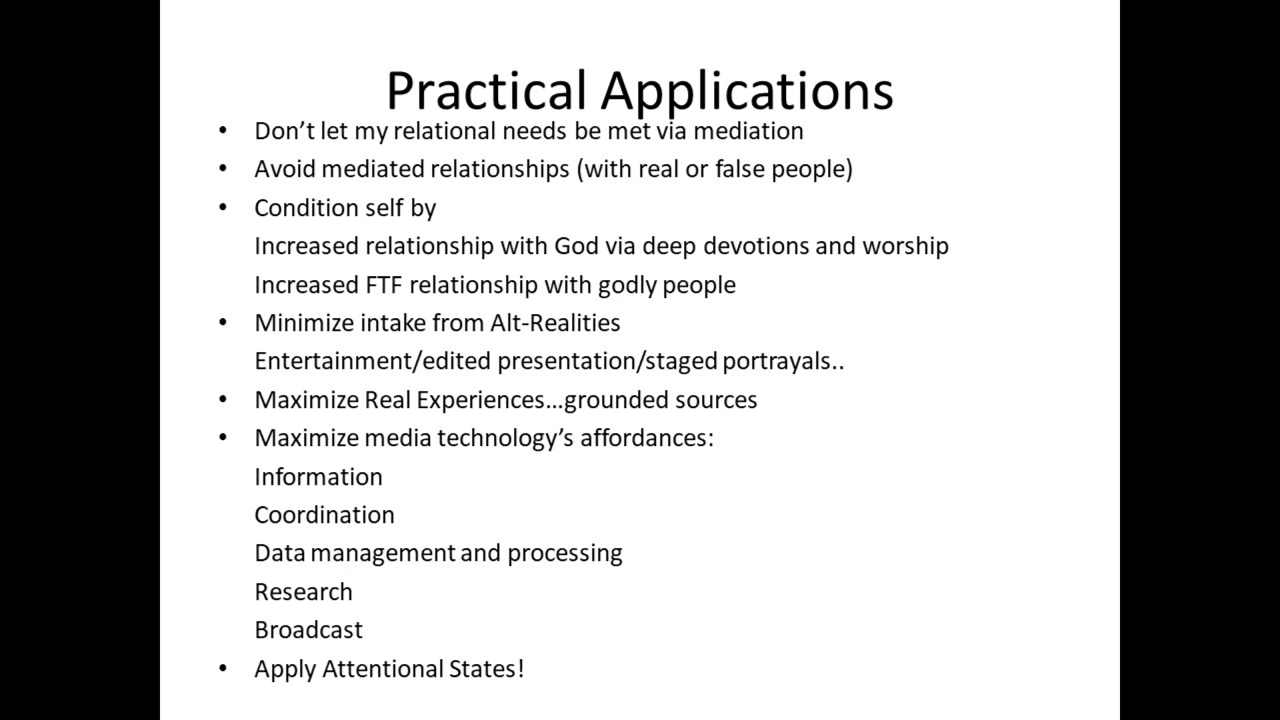 Practical Applications
• Don’t let my relational needs be met via mediation
• Avoid mediated relationships (with real or false people)
• Condition self by
Increased relationship with God via deep devotions and worship
Increased FTF relationship with godly people
• Minimize intake from Alt-Realities
Entertainment/edited presentation/staged portrayals..
• Maximize Real Experiences…grounded sources
• Maximize media technology’s affordances:
Information
Coordination
Data management and processing
Research
Broadcast
• Apply Attentional States!